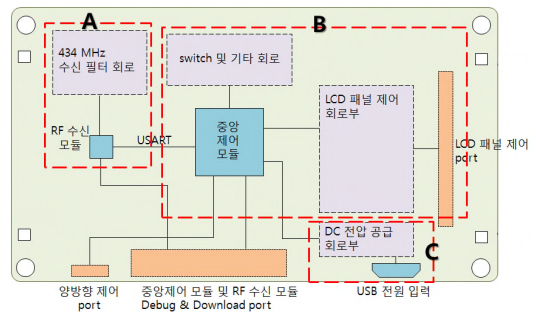 A
B
434 MHz
수신 필터 회로
switch 및 기타 회로
LCD 패널 제어
회로부
RF 수신
모듈
USART
중앙
제어
모듈
LCD 패널 제어
port
DC 전압 공급
회로부
C
양방향 제어
port
중앙제어 모듈 및 RF 수신 모듈
Debug & Download port
USB 전원 입력